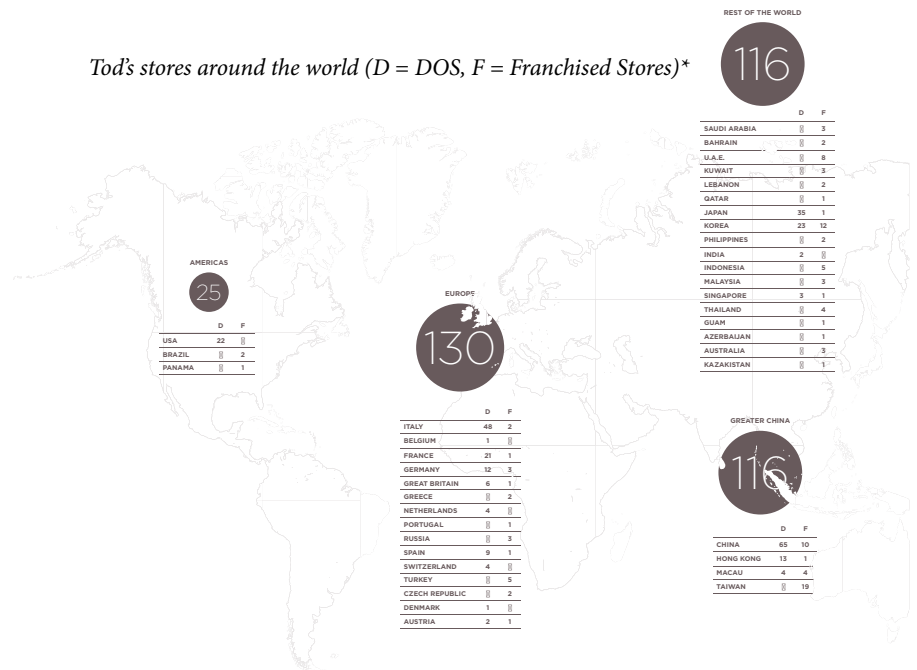 Tod's stores around the world (D = DOS, F = Franchised Stores)*
REST OF THE WORLD
116
D F
SAUDI ARABIA 3
BAHRAIN 2
U.A.E. 8
KUWAIT 3
LEBANON 2
QATAR 1
JAPAN 35 1
KOREA 23 12
PHILIPPINES 2
INDIA 2
INDONESIA 5
MALAYSIA 3
SINGAPORE 3 1
THAILAND 4
GUAM 1
AZERBAIJAN 1
AUSTRALIA 3
KAZAKISTAN 1
AMERICAS
25
D F
USA 22
BRAZIL 2
PANAMA 1
EUROPE
130
D F
ITALY 48 2
BELGIUM 1
FRANCE 21 1
GERMANY 12 3
GREAT BRITAIN 6 1
GREECE 2
NETHERLANDS 4
PORTUGAL 1
RUSSIA 3
SPAIN 9 1
SWITZERLAND 4
TURKEY 5
CZECH REPUBLIC 2
DENMARK 1
AUSTRIA 2 1
GREATER CHINA
116
D F
CHINA 65 10
HONG KONG 13 1
MACAU 4 4
TAIWAN 19